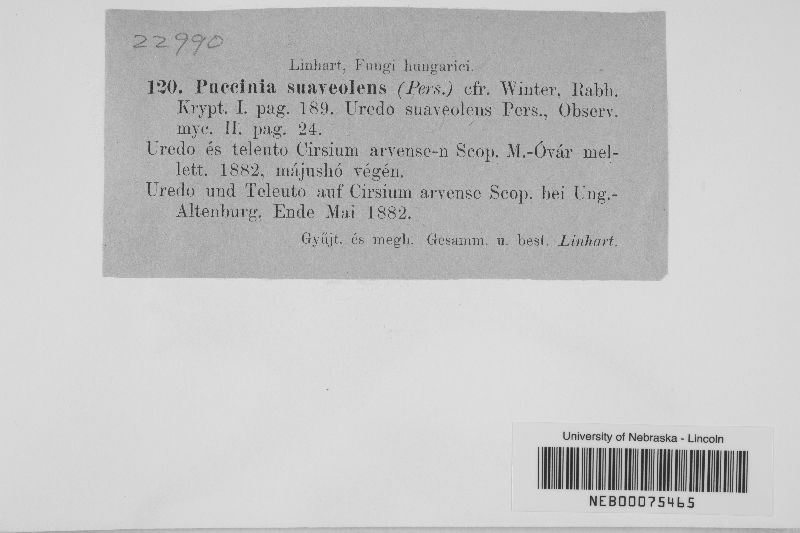 22990
Linhart, Fungi hungarici.
120. Puccinia suaveolens (Pers.) cfr. Winter, Rabh.
Krypt. I. pag. 189. Uredo suaveolens Pers., Observ.
myc. II. pag. 24.
Uredo és teleuto Cirsium arvense-n Scop. M.-Óvár mel-
lett. 1882. májushó végén.
Uredo und Teleuto auf Cirsium arvense Scop. bei Ung.-
Altenburg, Ende Mai 1882.
Gyűjt. és megh. Gesamm. u. best. Linhart.
University of Nebraska - Lincoln
NEB00075465